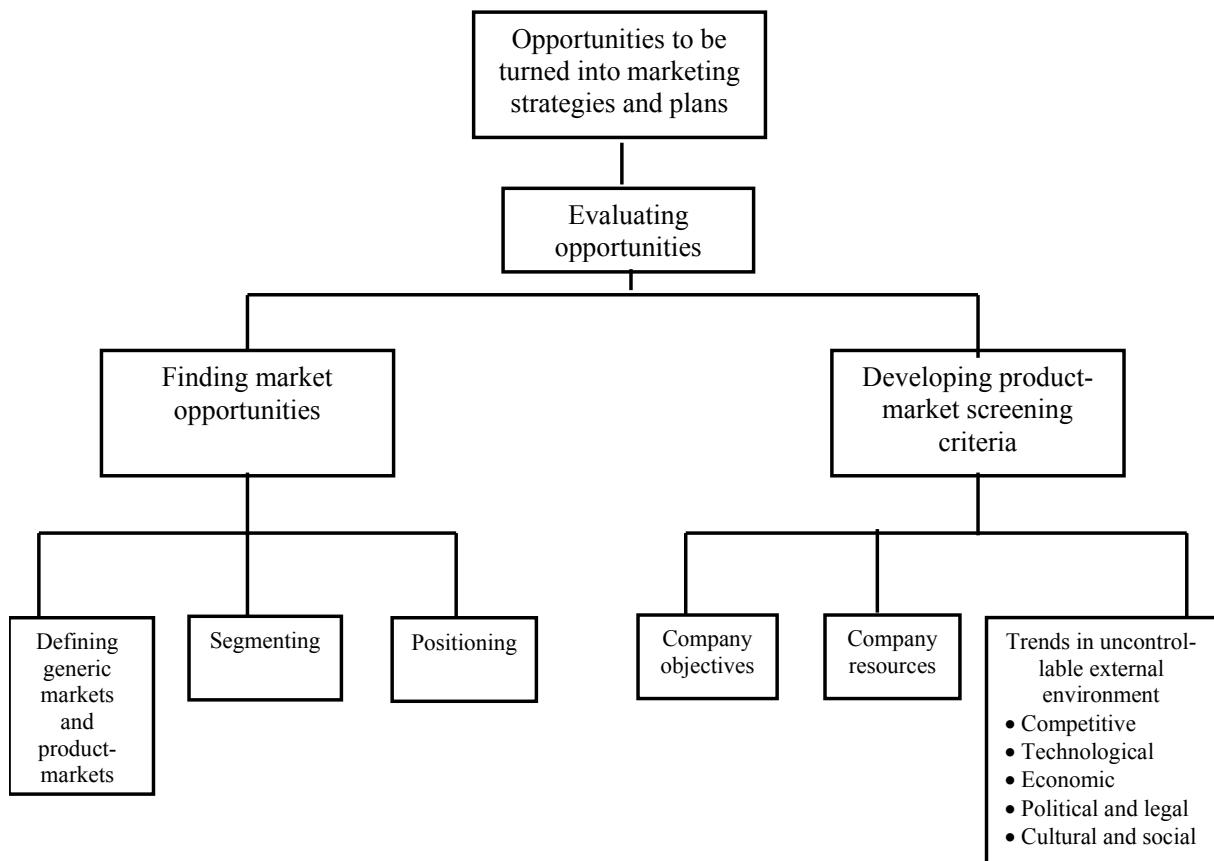 Opportunities to be
turned into marketing
strategies and plans
Evaluating
opportunities
Finding market
opportunities
Developing product-
market screening
criteria
Defining
generic
markets
and
product-
markets
Segmenting
Positioning
Company
objectives
Company
resources
Trends in uncontrol-
lable external
environment
• Competitive
• Technological
• Economic
• Political and legal
• Cultural and social